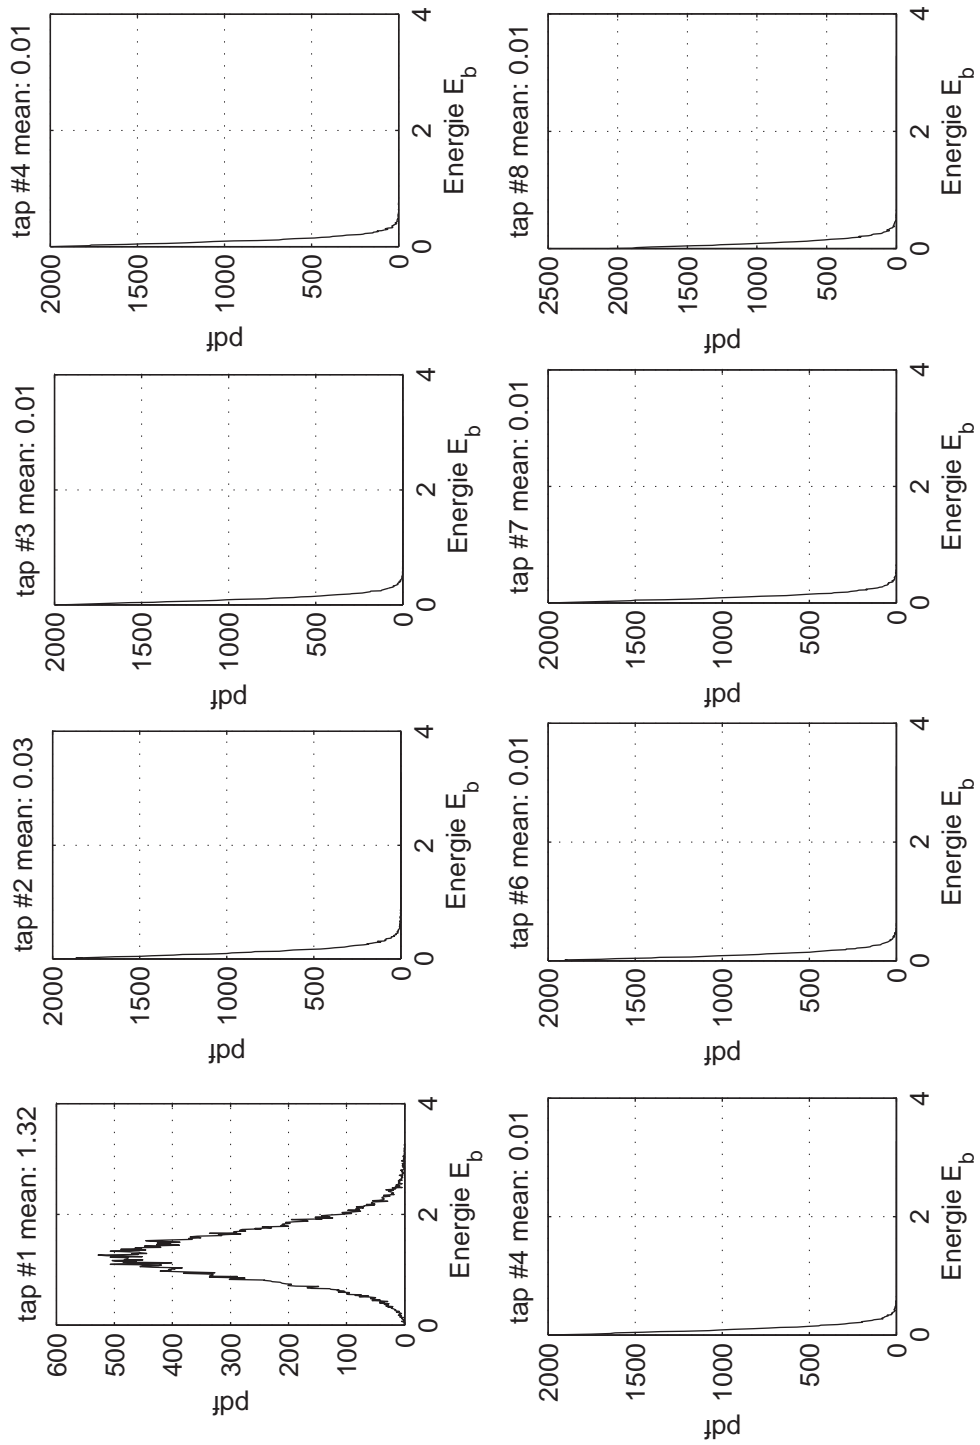 tap #1 mean: 1.32
600
500
400
300
200
100
0
pdf
0
2
4
Energie E_b
tap #2 mean: 0.03
2000
1500
1000
500
0
pdf
0
2
4
Energie E_b
tap #3 mean: 0.01
2000
1500
1000
500
0
pdf
0
2
4
Energie E_b
tap #4 mean: 0.01
2000
1500
1000
500
0
pdf
0
2
4
Energie E_b
tap #4 mean: 0.01
2000
1500
1000
500
0
pdf
0
2
4
Energie E_b
tap #6 mean: 0.01
2000
1500
1000
500
0
pdf
0
2
4
Energie E_b
tap #7 mean: 0.01
2000
1500
1000
500
0
pdf
0
2
4
Energie E_b
tap #8 mean: 0.01
2500
2000
1500
1000
500
0
pdf
0
2
4
Energie E_b